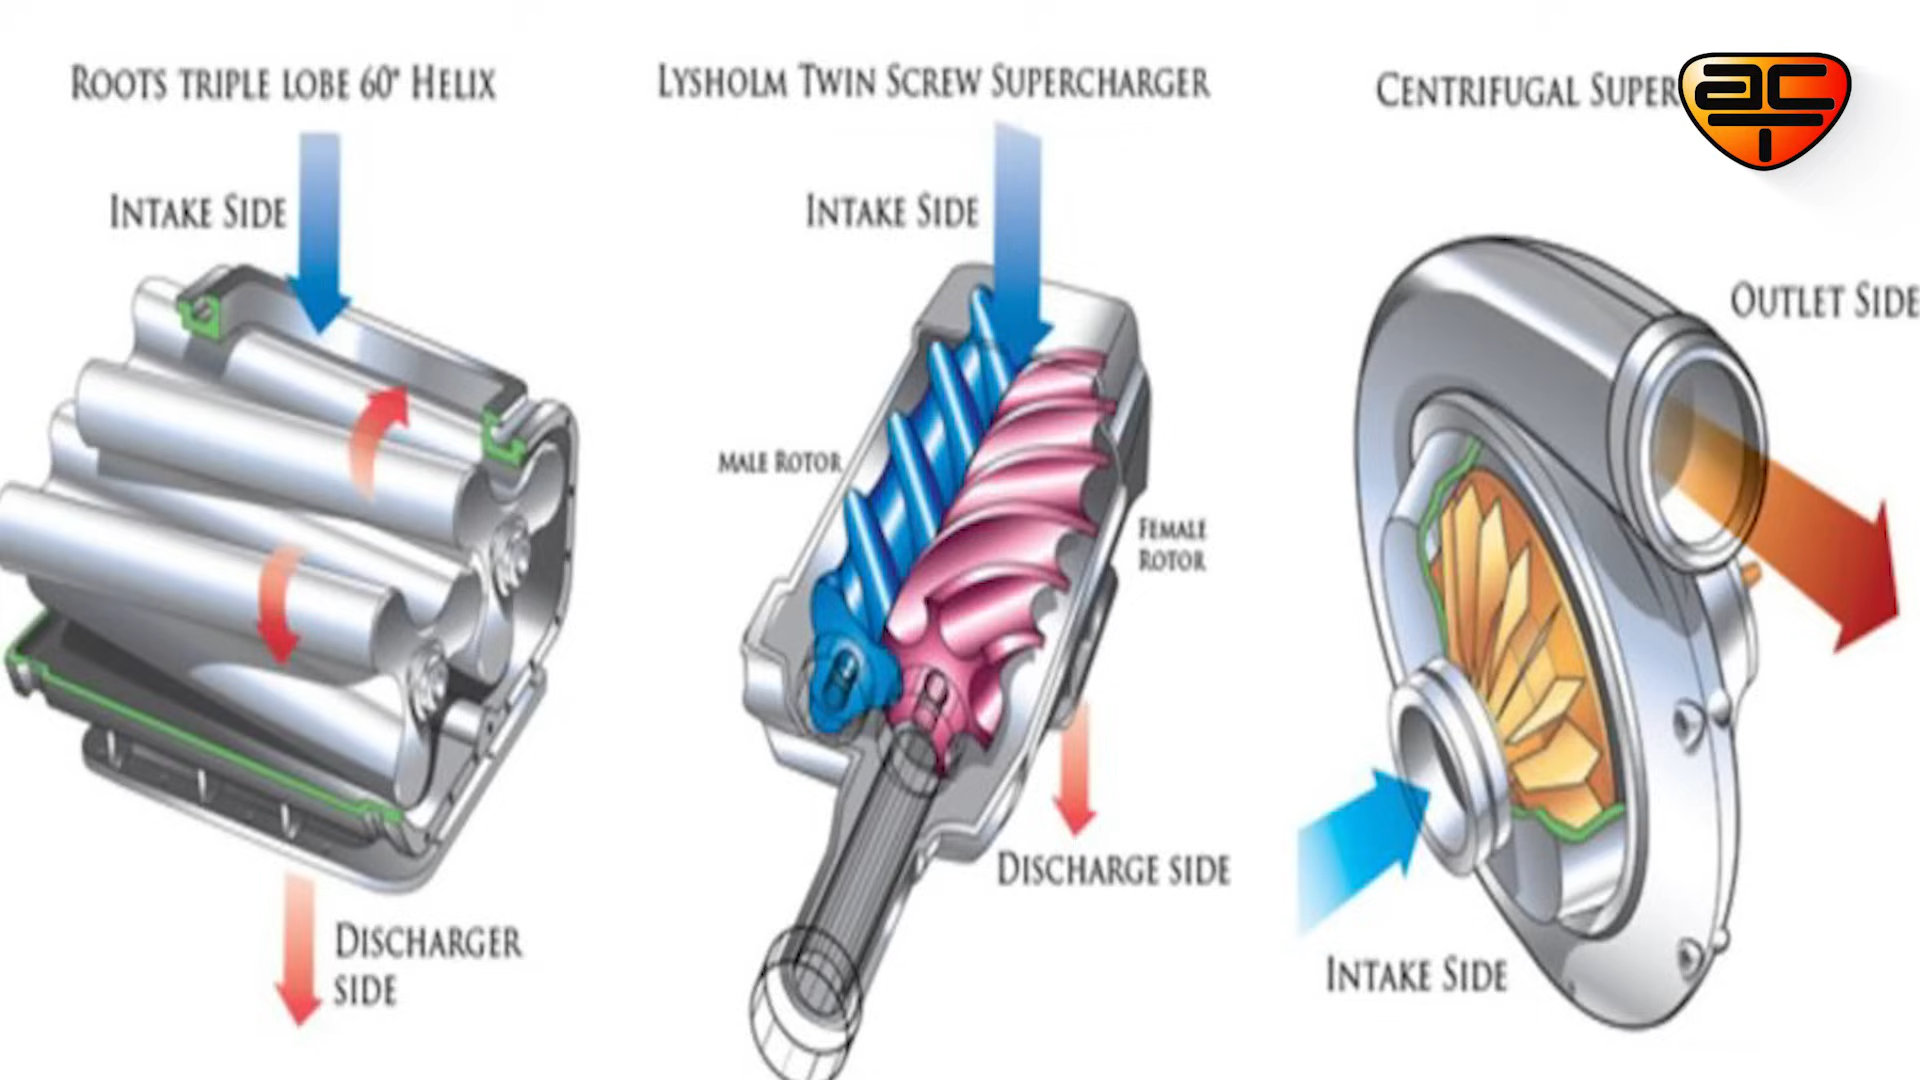 ROOTS TRIPLE LOBE 60° HELIX
INTAKE SIDE
DISCHARGER
SIDE
LYSHOLM TWIN SCREW SUPERCHARGER
INTAKE SIDE
MALE ROTOR
FEMALE
ROTOR
DISCHARGE SIDE
CENTRIFUGAL SUPER
OUTLET SIDE
INTAKE SIDE
ACT